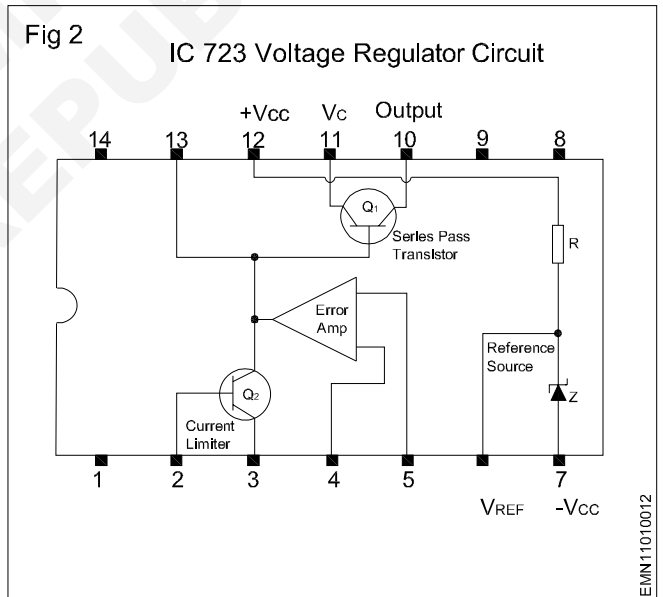 Fig 2
IC 723 Voltage Regulator Circuit
+Vcc Vc Output
14 13 12 11 10 9 8
Q1
Series Pass
Transistor
R
Error
Amp
Reference
Source
Q2
Z
Current
Limiter
1 2 3 4 5 7
VREF -VCC
EMN11010012
REPUB